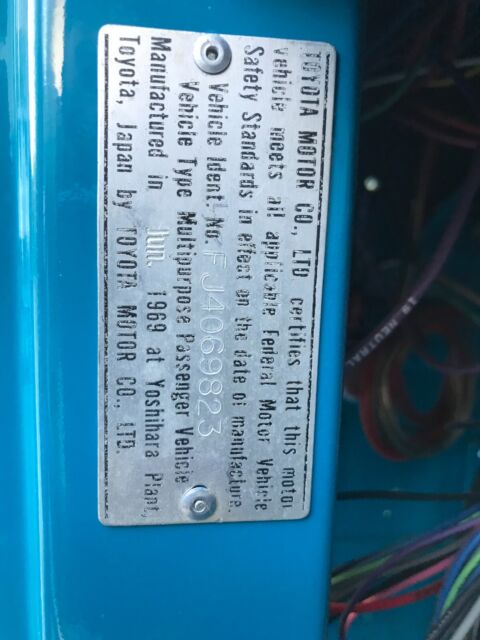 TOYOTA MOTOR CO., LTD certifies that this motor
vehicle meets all applicable Federal Motor Vehicle
Safety Standards in effect on the date of manufacture.
Vehicle Ident. No. FJ4069823
Vehicle Type Multipurpose Passenger Vehicle
Manufactured in Jun. 1969 at Yoshihara Plant,
Toyota, Japan by TOYOTA MOTOR CO., LTD.
NEUTRAL